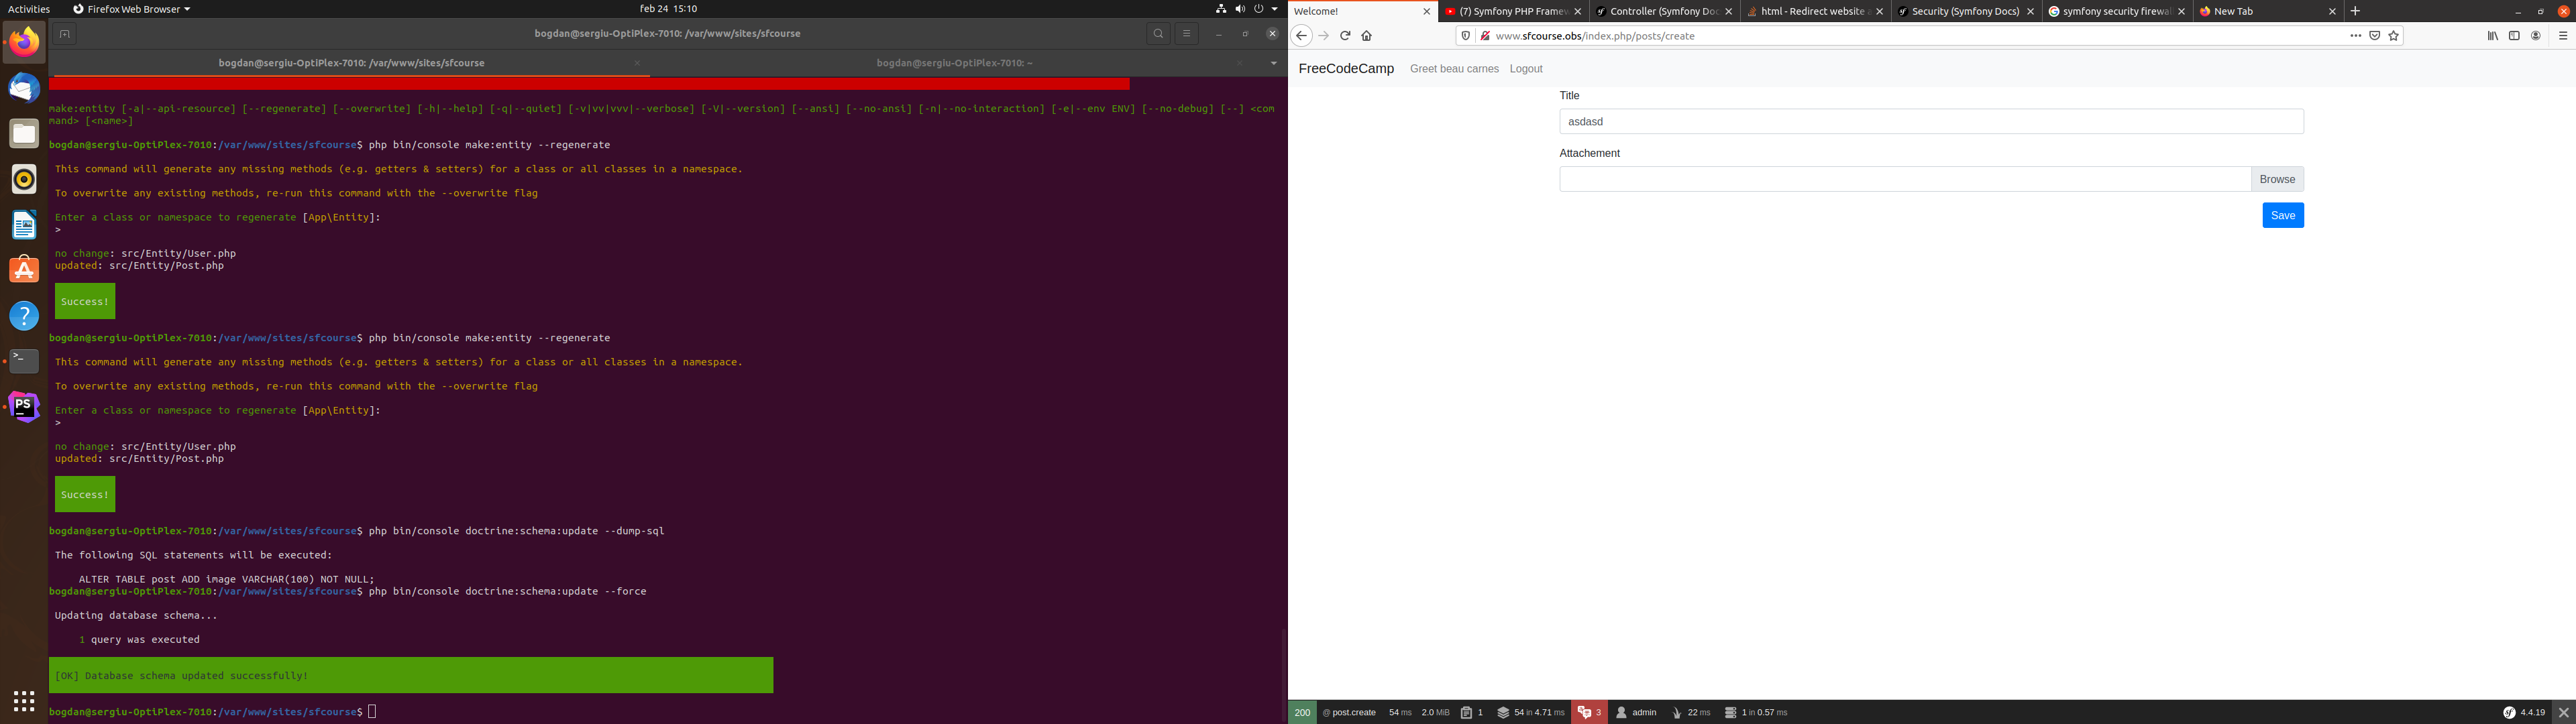 Activities
Firefox Web Browser
feb 24 15:10
bogdan@sergiu-OptiPlex-7010: /var/www/sites/sfcourse
bogdan@sergiu-OptiPlex-7010: /var/www/sites/sfcourse
bogdan@sergiu-OptiPlex-7010: ~
make:entity [-a|--api-resource] [--regenerate] [--overwrite] [-h|--help] [-q|--quiet] [-v|vv|vvv|--verbose] [-V|--version] [--ansi] [--no-ansi] [-n|--no-interaction] [-e|--env ENV] [--no-debug] [--] <com
mand> [<name>]
bogdan@sergiu-OptiPlex-7010:/var/www/sites/sfcourse$ php bin/console make:entity --regenerate
This command will generate any missing methods (e.g. getters & setters) for a class or all classes in a namespace.
To overwrite any existing methods, re-run this command with the --overwrite flag
Enter a class or namespace to regenerate [App\Entity]:
>
no change: src/Entity/User.php
updated: src/Entity/Post.php
Success!
bogdan@sergiu-OptiPlex-7010:/var/www/sites/sfcourse$ php bin/console make:entity --regenerate
This command will generate any missing methods (e.g. getters & setters) for a class or all classes in a namespace.
To overwrite any existing methods, re-run this command with the --overwrite flag
Enter a class or namespace to regenerate [App\Entity]:
>
no change: src/Entity/User.php
updated: src/Entity/Post.php
Success!
bogdan@sergiu-OptiPlex-7010:/var/www/sites/sfcourse$ php bin/console doctrine:schema:update --dump-sql
The following SQL statements will be executed:
ALTER TABLE post ADD image VARCHAR(100) NOT NULL;
bogdan@sergiu-OptiPlex-7010:/var/www/sites/sfcourse$ php bin/console doctrine:schema:update --force
Updating database schema...
1 query was executed
[OK] Database schema updated successfully!
bogdan@sergiu-OptiPlex-7010:/var/www/sites/sfcourse$
PS
Welcome!
(7) Symfony PHP Framew
Controller (Symfony Doc
html - Redirect website a
Security (Symfony Docs)
symfony security firewal
New Tab
www.sfcourse.obs/index.php/posts/create
FreeCodeCamp
Greet beau carnes
Logout
Title
asdasd
Attachement
Browse
Save
200
@ post.create
54 ms
2.0 MiB
1
54 in 4.71 ms
3
admin
22 ms
1 in 0.57 ms
4.4.19